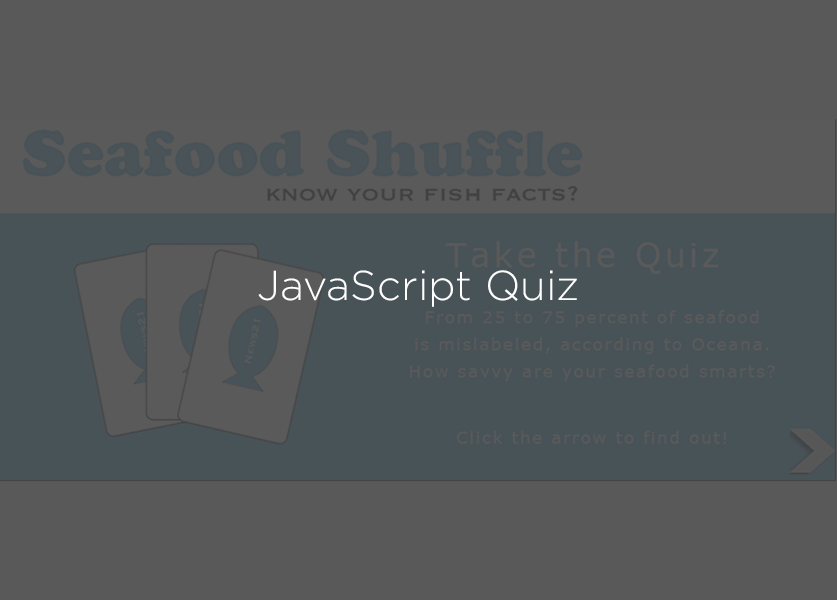 Seafood Shuffle
KNOW YOUR FISH FACTS?
Take the Quiz
JavaScript Quiz
From 25 to 75 percent of seafood
is mislabeled, according to Oceana.
How savvy are your seafood smarts?
Click the arrow to find out!
News21